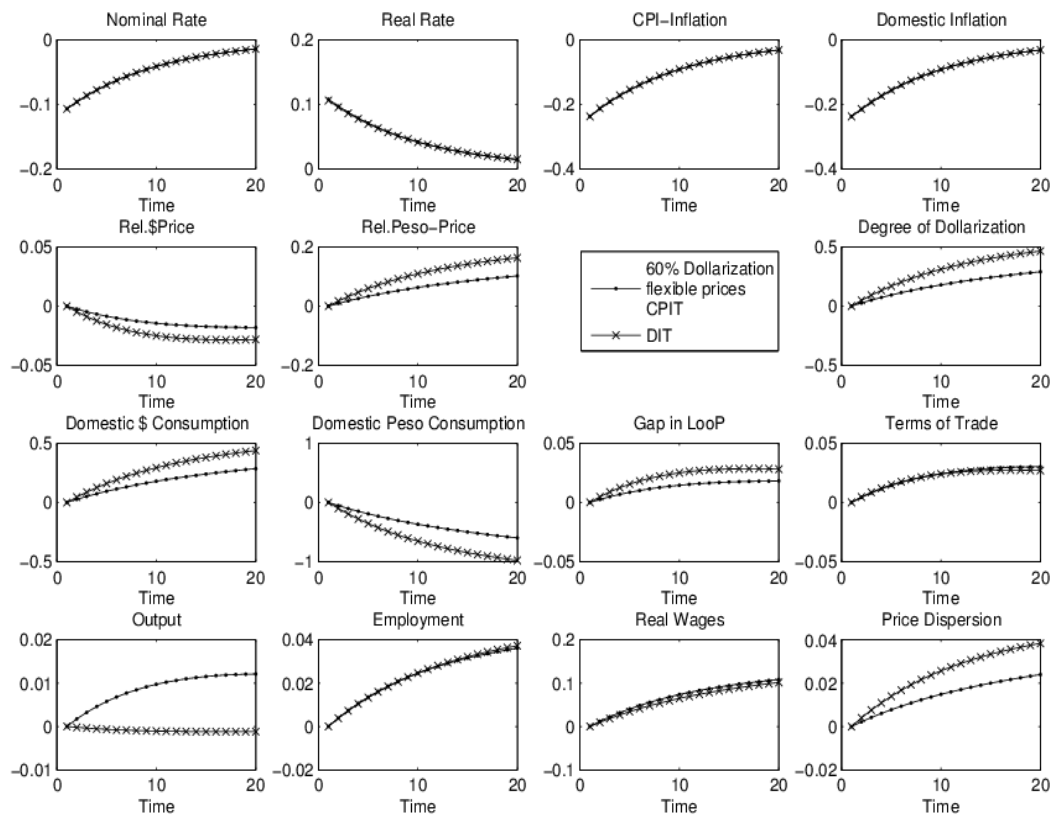 Nominal Rate
0
−0.1
−0.2
0
10
20
Time
Real Rate
0.2
0.1
0
0
10
20
Time
CPI−Inflation
0
−0.2
−0.4
0
10
20
Time
Domestic Inflation
0
−0.2
−0.4
0
10
20
Time
Rel.$Price
0.05
0
−0.05
0
10
20
Time
Rel.Peso−Price
0.2
0
−0.2
0
10
20
Time
60% Dollarization
flexible prices
CPIT
DIT
Degree of Dollarization
0.5
0
−0.5
0
10
20
Time
Domestic $ Consumption
0.5
0
−0.5
0
10
20
Time
Domestic Peso Consumption
1
0
−1
0
10
20
Time
Gap in LooP
0.05
0
−0.05
0
10
20
Time
Terms of Trade
0.05
0
−0.05
0
10
20
Time
Output
0.02
0.01
0
−0.01
0
10
20
Time
Employment
0.04
0.02
0
−0.02
0
10
20
Time
Real Wages
0.2
0.1
0
−0.1
0
10
20
Time
Price Dispersion
0.04
0.02
0
−0.02
0
10
20
Time